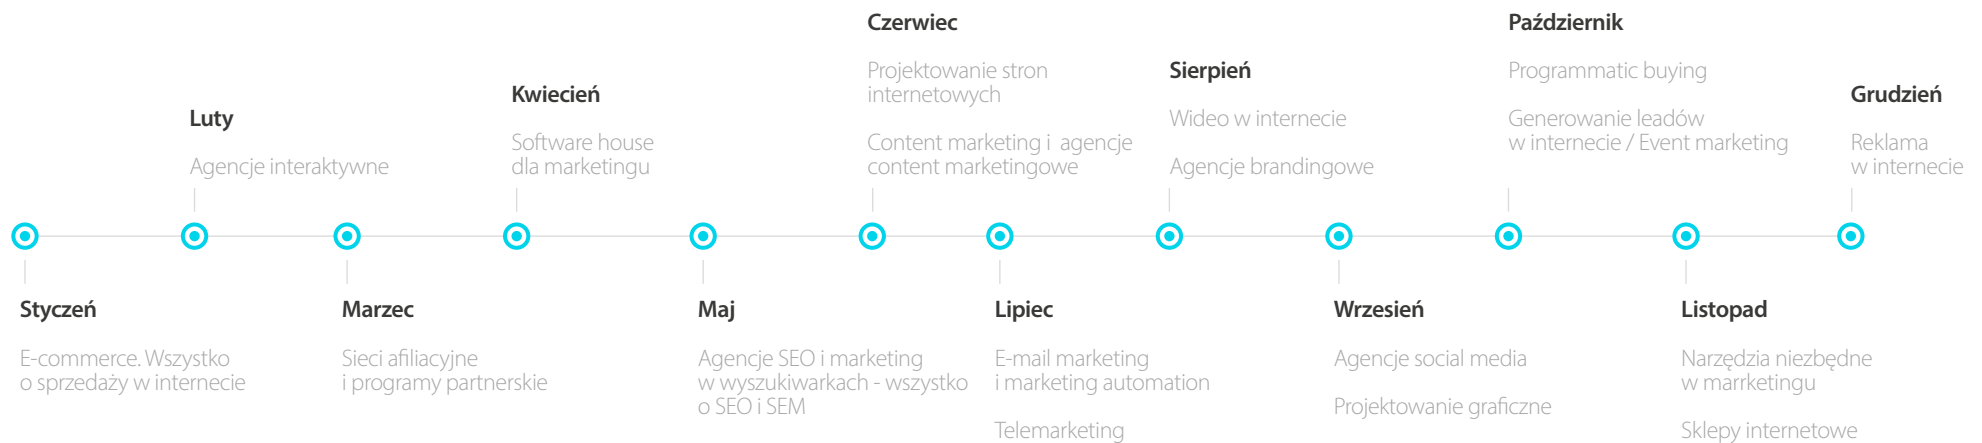 Styczeń
E-commerce. Wszystko
o sprzedaży w internecie
Luty
Agencje interaktywne
Marzec
Sieci afiliacyjne
i programy partnerskie
Kwiecień
Software house
dla marketingu
Maj
Agencje SEO i marketing
w wyszukiwarkach - wszystko
o SEO i SEM
Czerwiec
Projektowanie stron
internetowych
Content marketing i  agencje
content marketingowe
Lipiec
E-mail marketing
i marketing automation
Telemarketing
Sierpień
Wideo w internecie
Agencje brandingowe
Wrzesień
Agencje social media
Projektowanie graficzne
Październik
Programmatic buying
Generowanie leadów
w internecie / Event marketing
Listopad
Narzędzia niezbędne
w marrketingu
Sklepy internetowe
Grudzień
Reklama
w internecie